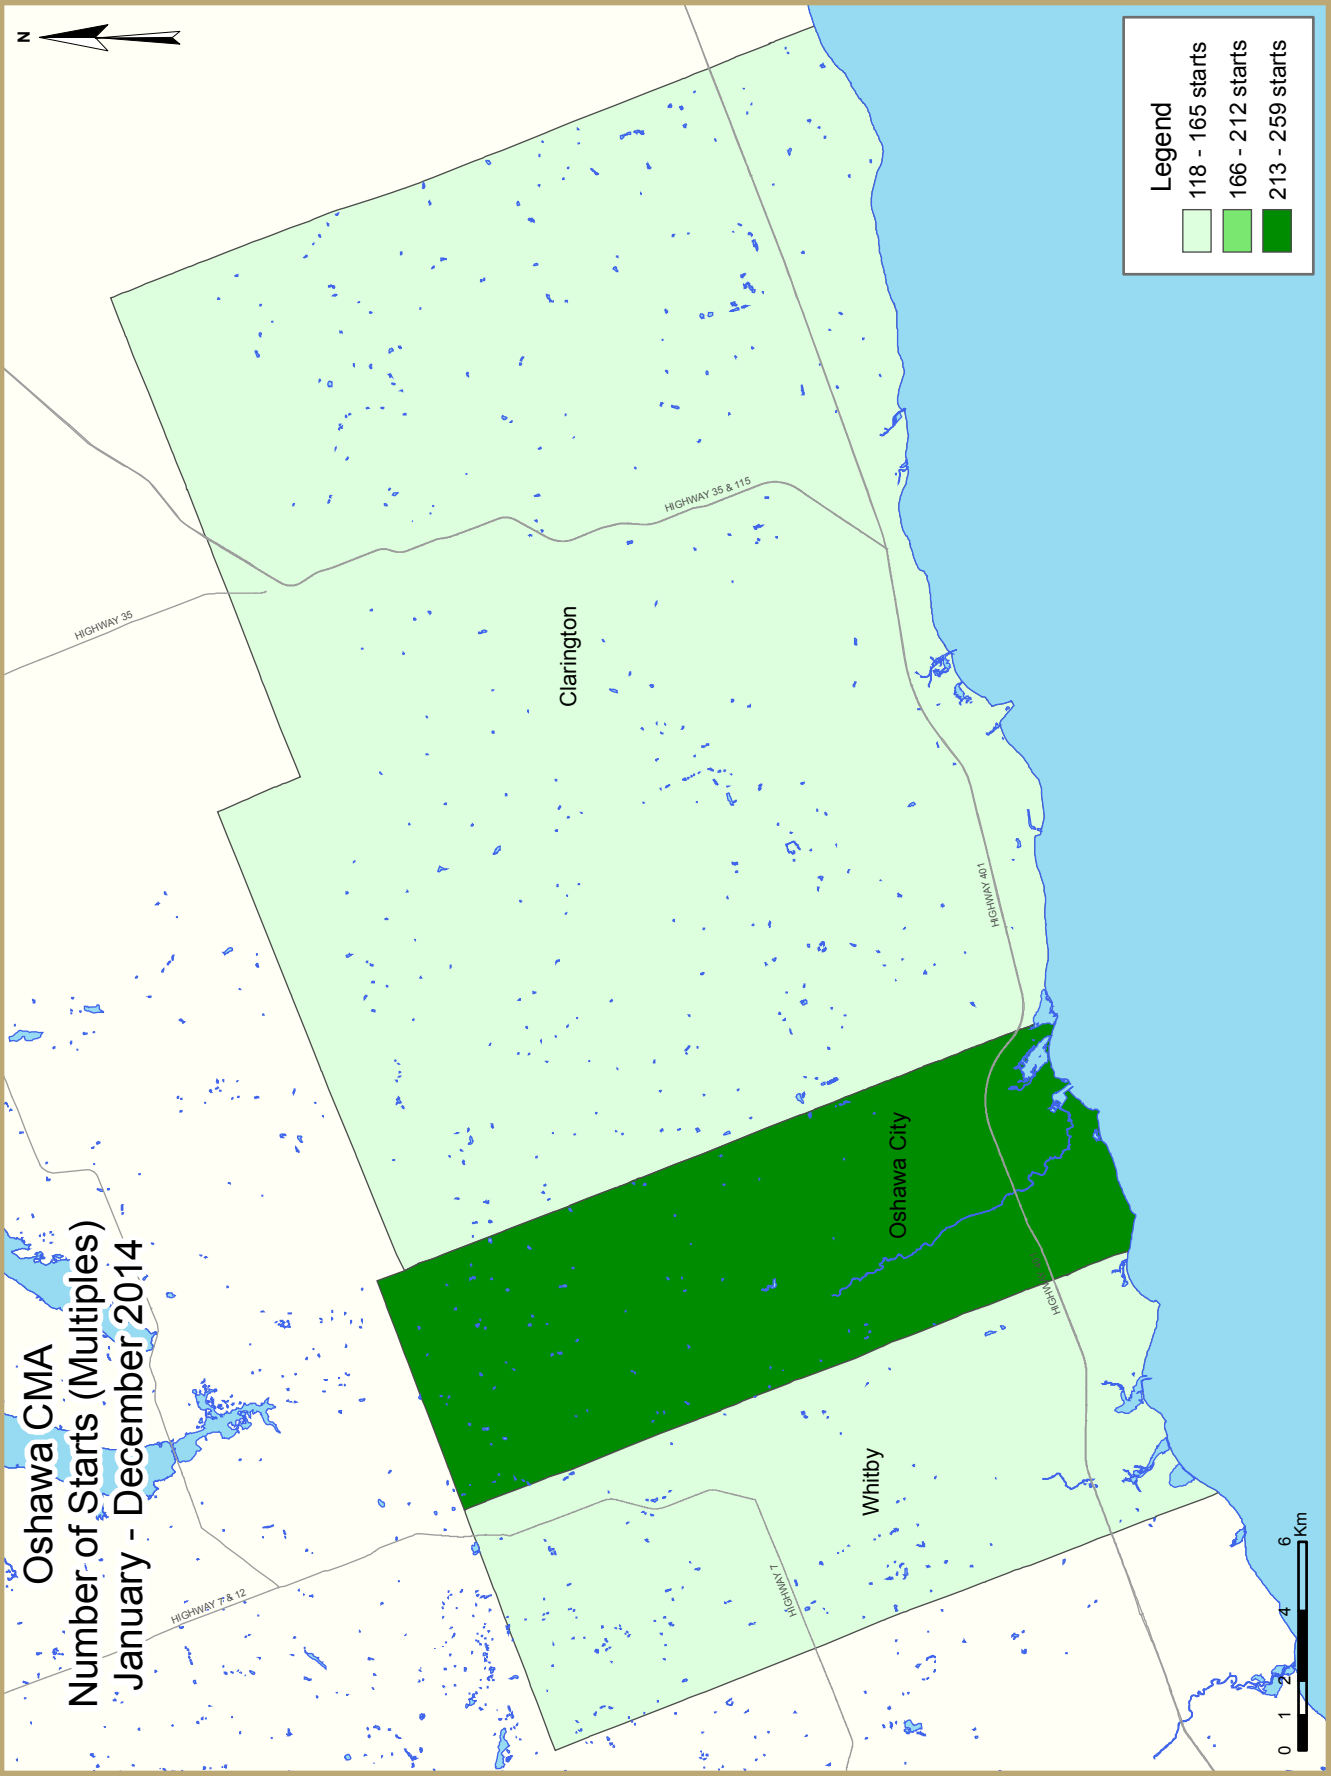 Oshawa CMA
Number of Starts (Multiples)
January - December 2014
N
HIGHWAY 7 & 12
HIGHWAY 35
HIGHWAY 35 & 115
Clarington
HIGHWAY 401
Oshawa City
Whitby
HIGHWAY 7
Legend
118 - 165 starts
166 - 212 starts
213 - 259 starts
0 1 2 4 6
Km